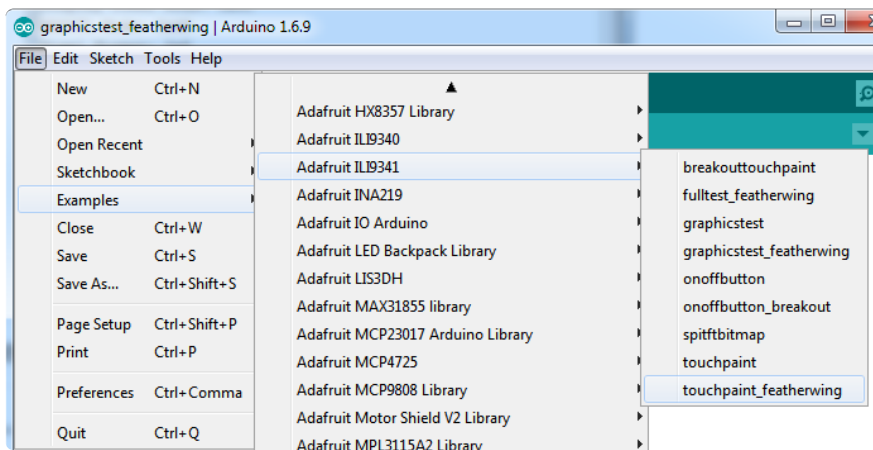 graphicstest_featherwing | Arduino 1.6.9
File Edit Sketch Tools Help
New Ctrl+N
Open... Ctrl+O
Open Recent
Sketchbook
Examples
Close Ctrl+W
Save Ctrl+S
Save As... Ctrl+Shift+S
Page Setup Ctrl+Shift+P
Print Ctrl+P
Preferences Ctrl+Comma
Quit Ctrl+Q
Adafruit HX8357 Library
Adafruit ILI9340
Adafruit ILI9341
Adafruit INA219
Adafruit IO Arduino
Adafruit LED Backpack Library
Adafruit LIS3DH
Adafruit MAX31855 library
Adafruit MCP23017 Arduino Library
Adafruit MCP4725
Adafruit MCP9808 Library
Adafruit Motor Shield V2 Library
Adafruit MPL3115A2 Library
breakouttouchpaint
fulltest_featherwing
graphicstest
graphicstest_featherwing
onoffbutton
onoffbutton_breakout
spitftbitmap
touchpaint
touchpaint_featherwing